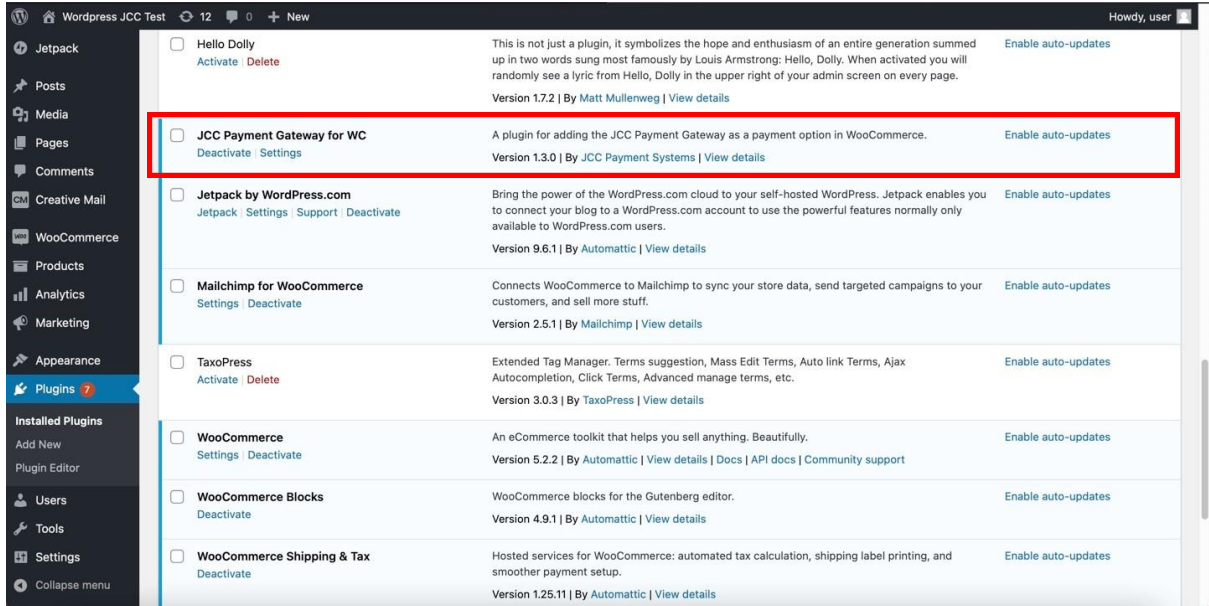 Wordpress JCC Test 12 0 New Howdy, user
Jetpack
Posts
Media
Pages
Comments
CM Creative Mail
Woo WooCommerce
Products
Analytics
Marketing
Appearance
Plugins 7
Installed Plugins
Add New
Plugin Editor
Users
Tools
Settings
Collapse menu
Hello Dolly
Activate | Delete
This is not just a plugin, it symbolizes the hope and enthusiasm of an entire generation summed
up in two words sung most famously by Louis Armstrong: Hello, Dolly. When activated you will
randomly see a lyric from Hello, Dolly in the upper right of your admin screen on every page.
Version 1.7.2 | By Matt Mullenweg | View details
Enable auto-updates
JCC Payment Gateway for WC
Deactivate | Settings
A plugin for adding the JCC Payment Gateway as a payment option in WooCommerce.
Version 1.3.0 | By JCC Payment Systems | View details
Enable auto-updates
Jetpack by WordPress.com
Jetpack | Settings | Support | Deactivate
Bring the power of the WordPress.com cloud to your self-hosted WordPress. Jetpack enables you
to connect your blog to a WordPress.com account to use the powerful features normally only
available to WordPress.com users.
Version 9.6.1 | By Automattic | View details
Enable auto-updates
Mailchimp for WooCommerce
Settings | Deactivate
Connects WooCommerce to Mailchimp to sync your store data, send targeted campaigns to your
customers, and sell more stuff.
Version 2.5.1 | By Mailchimp | View details
Enable auto-updates
TaxoPress
Activate | Delete
Extended Tag Manager. Terms suggestion, Mass Edit Terms, Auto link Terms, Ajax
Autocompletion, Click Terms, Advanced manage terms, etc.
Version 3.0.3 | By TaxoPress | View details
Enable auto-updates
WooCommerce
Settings | Deactivate
An eCommerce toolkit that helps you sell anything. Beautifully.
Version 5.2.2 | By Automattic | View details | Docs | API docs | Community support
Enable auto-updates
WooCommerce Blocks
Deactivate
WooCommerce blocks for the Gutenberg editor.
Version 4.9.1 | By Automattic | View details
Enable auto-updates
WooCommerce Shipping & Tax
Deactivate
Hosted services for WooCommerce: automated tax calculation, shipping label printing, and
smoother payment setup.
Version 1.25.11 | By Automattic | View details
Enable auto-updates